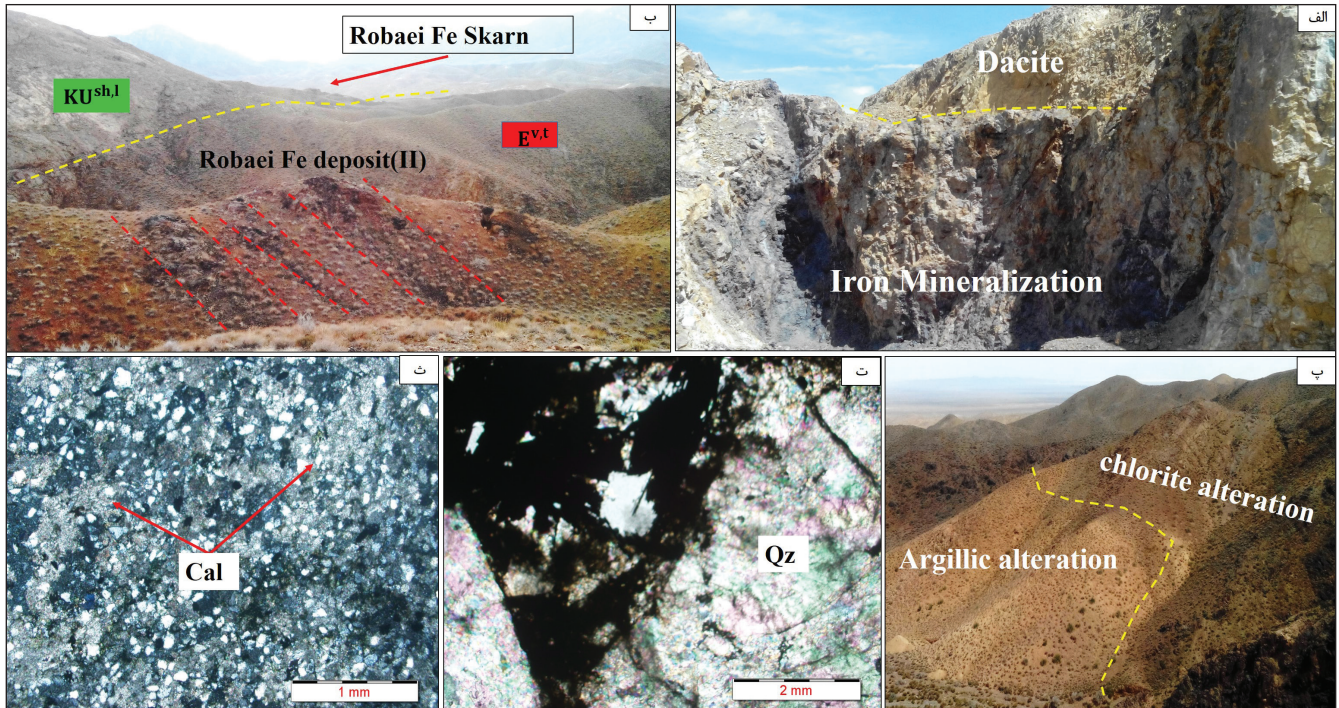 الف
Dacite
Iron Mineralization
ب
Robaei Fe Skarn
KUsh,l
Ev,t
Robaei Fe deposit(II)
پ
chlorite alteration
Argillic alteration
ت
Qz
2 mm
ث
Cal
1 mm